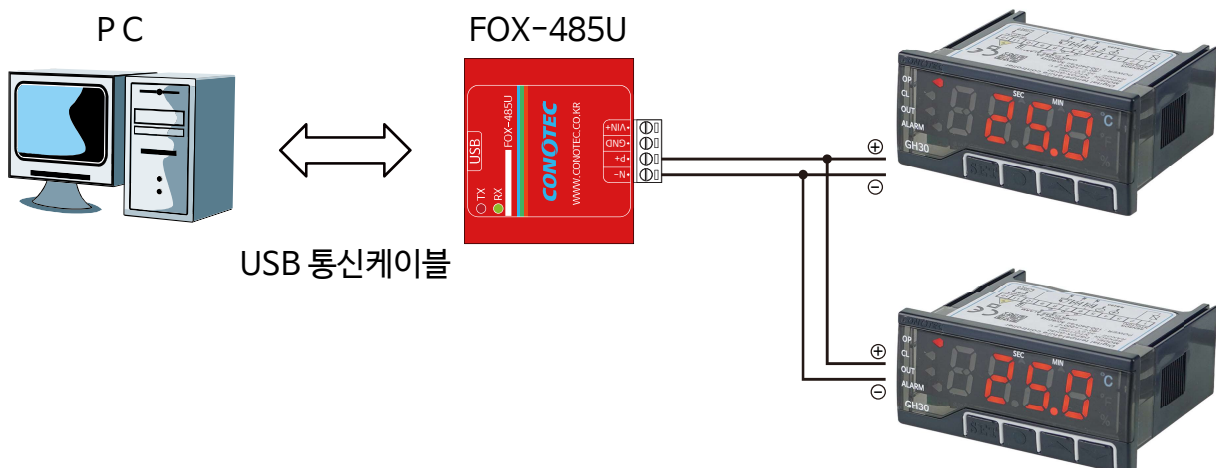 P C
FOX-485U
USB
TX
RX
FOX-485U
CONOTEC
WWW.CONOTEC.CO.KR
•VIN+
•GND
•P+
•N-
USB 통신케이블
⊕
⊖
OP
CL
OUT
ALARM
GH30
SEC
MIN
25.0
°C
°F
%
SET
⊕
⊖
OP
CL
OUT
ALARM
GH30
SEC
MIN
25.0
°C
°F
%
SET